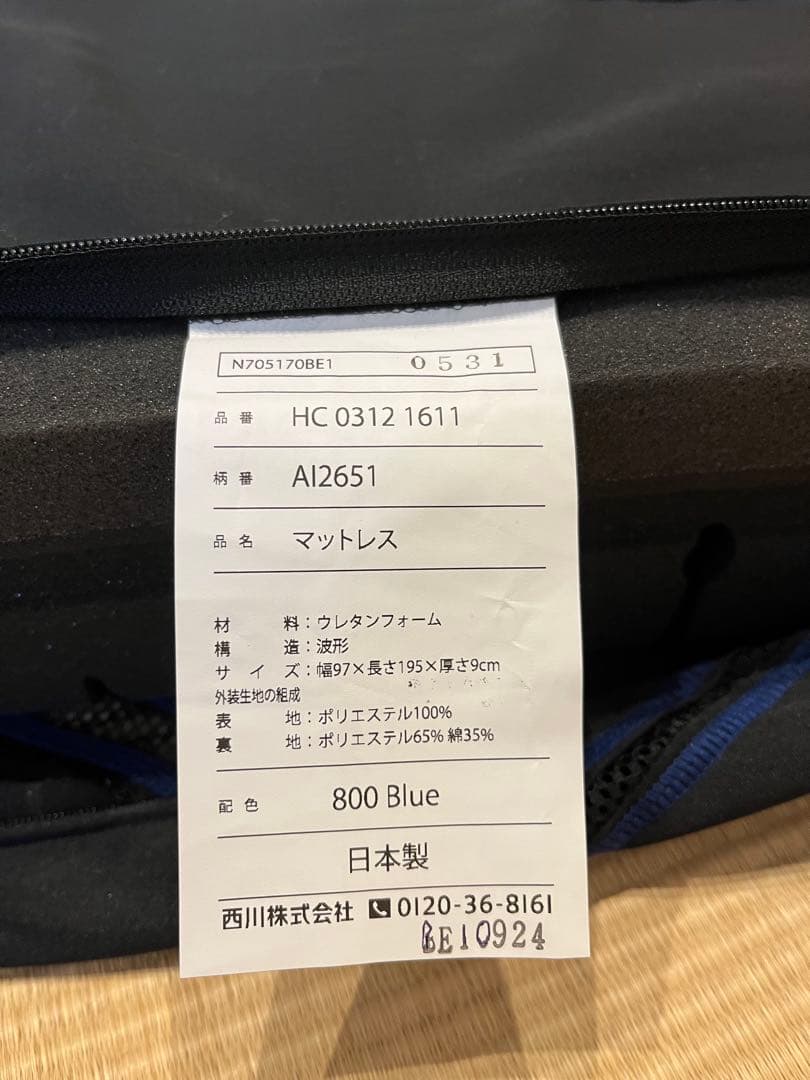 N705170BE1 0531
品番 HC 0312 1611
柄番 AI2651
品名 マットレス
材料：ウレタンフォーム
構造：波形
サイズ：幅97×長さ195×厚さ9cm
外装生地の組成
表地：ポリエステル100%
裏地：ポリエステル65% 綿35%
配色 800 Blue
日本製
西川株式会社 0120-36-8161